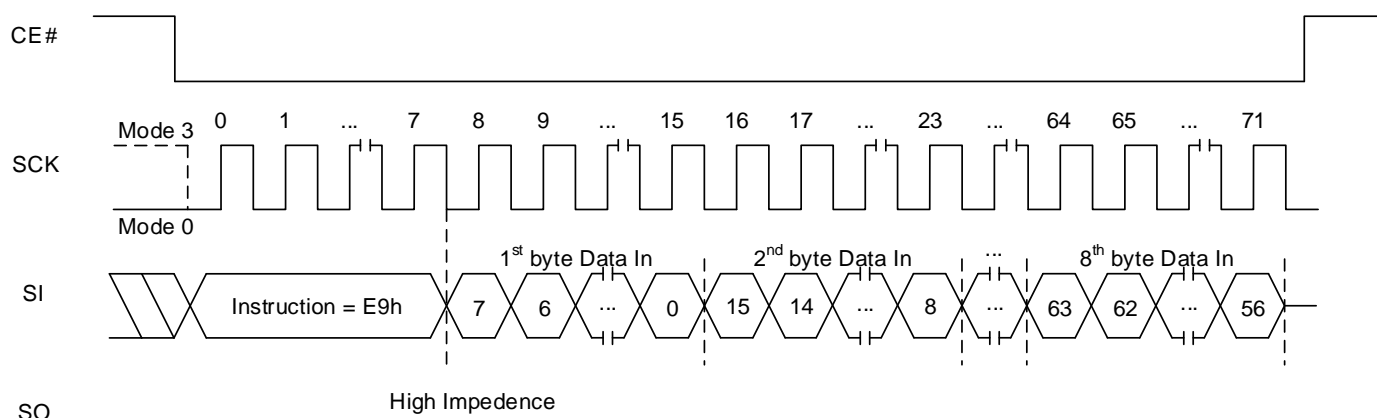 CE#
0 1 ... 7 8 9 ... 15 16 17 ... 23 ... 64 65 ... 71
Mode 3
SCK
Mode 0
1st byte Data In 2nd byte Data In ... 8th byte Data In
SI Instruction = E9h 7 6 ... 0 15 14 ... 8 ... 63 62 ... 56
High Impedence
SO